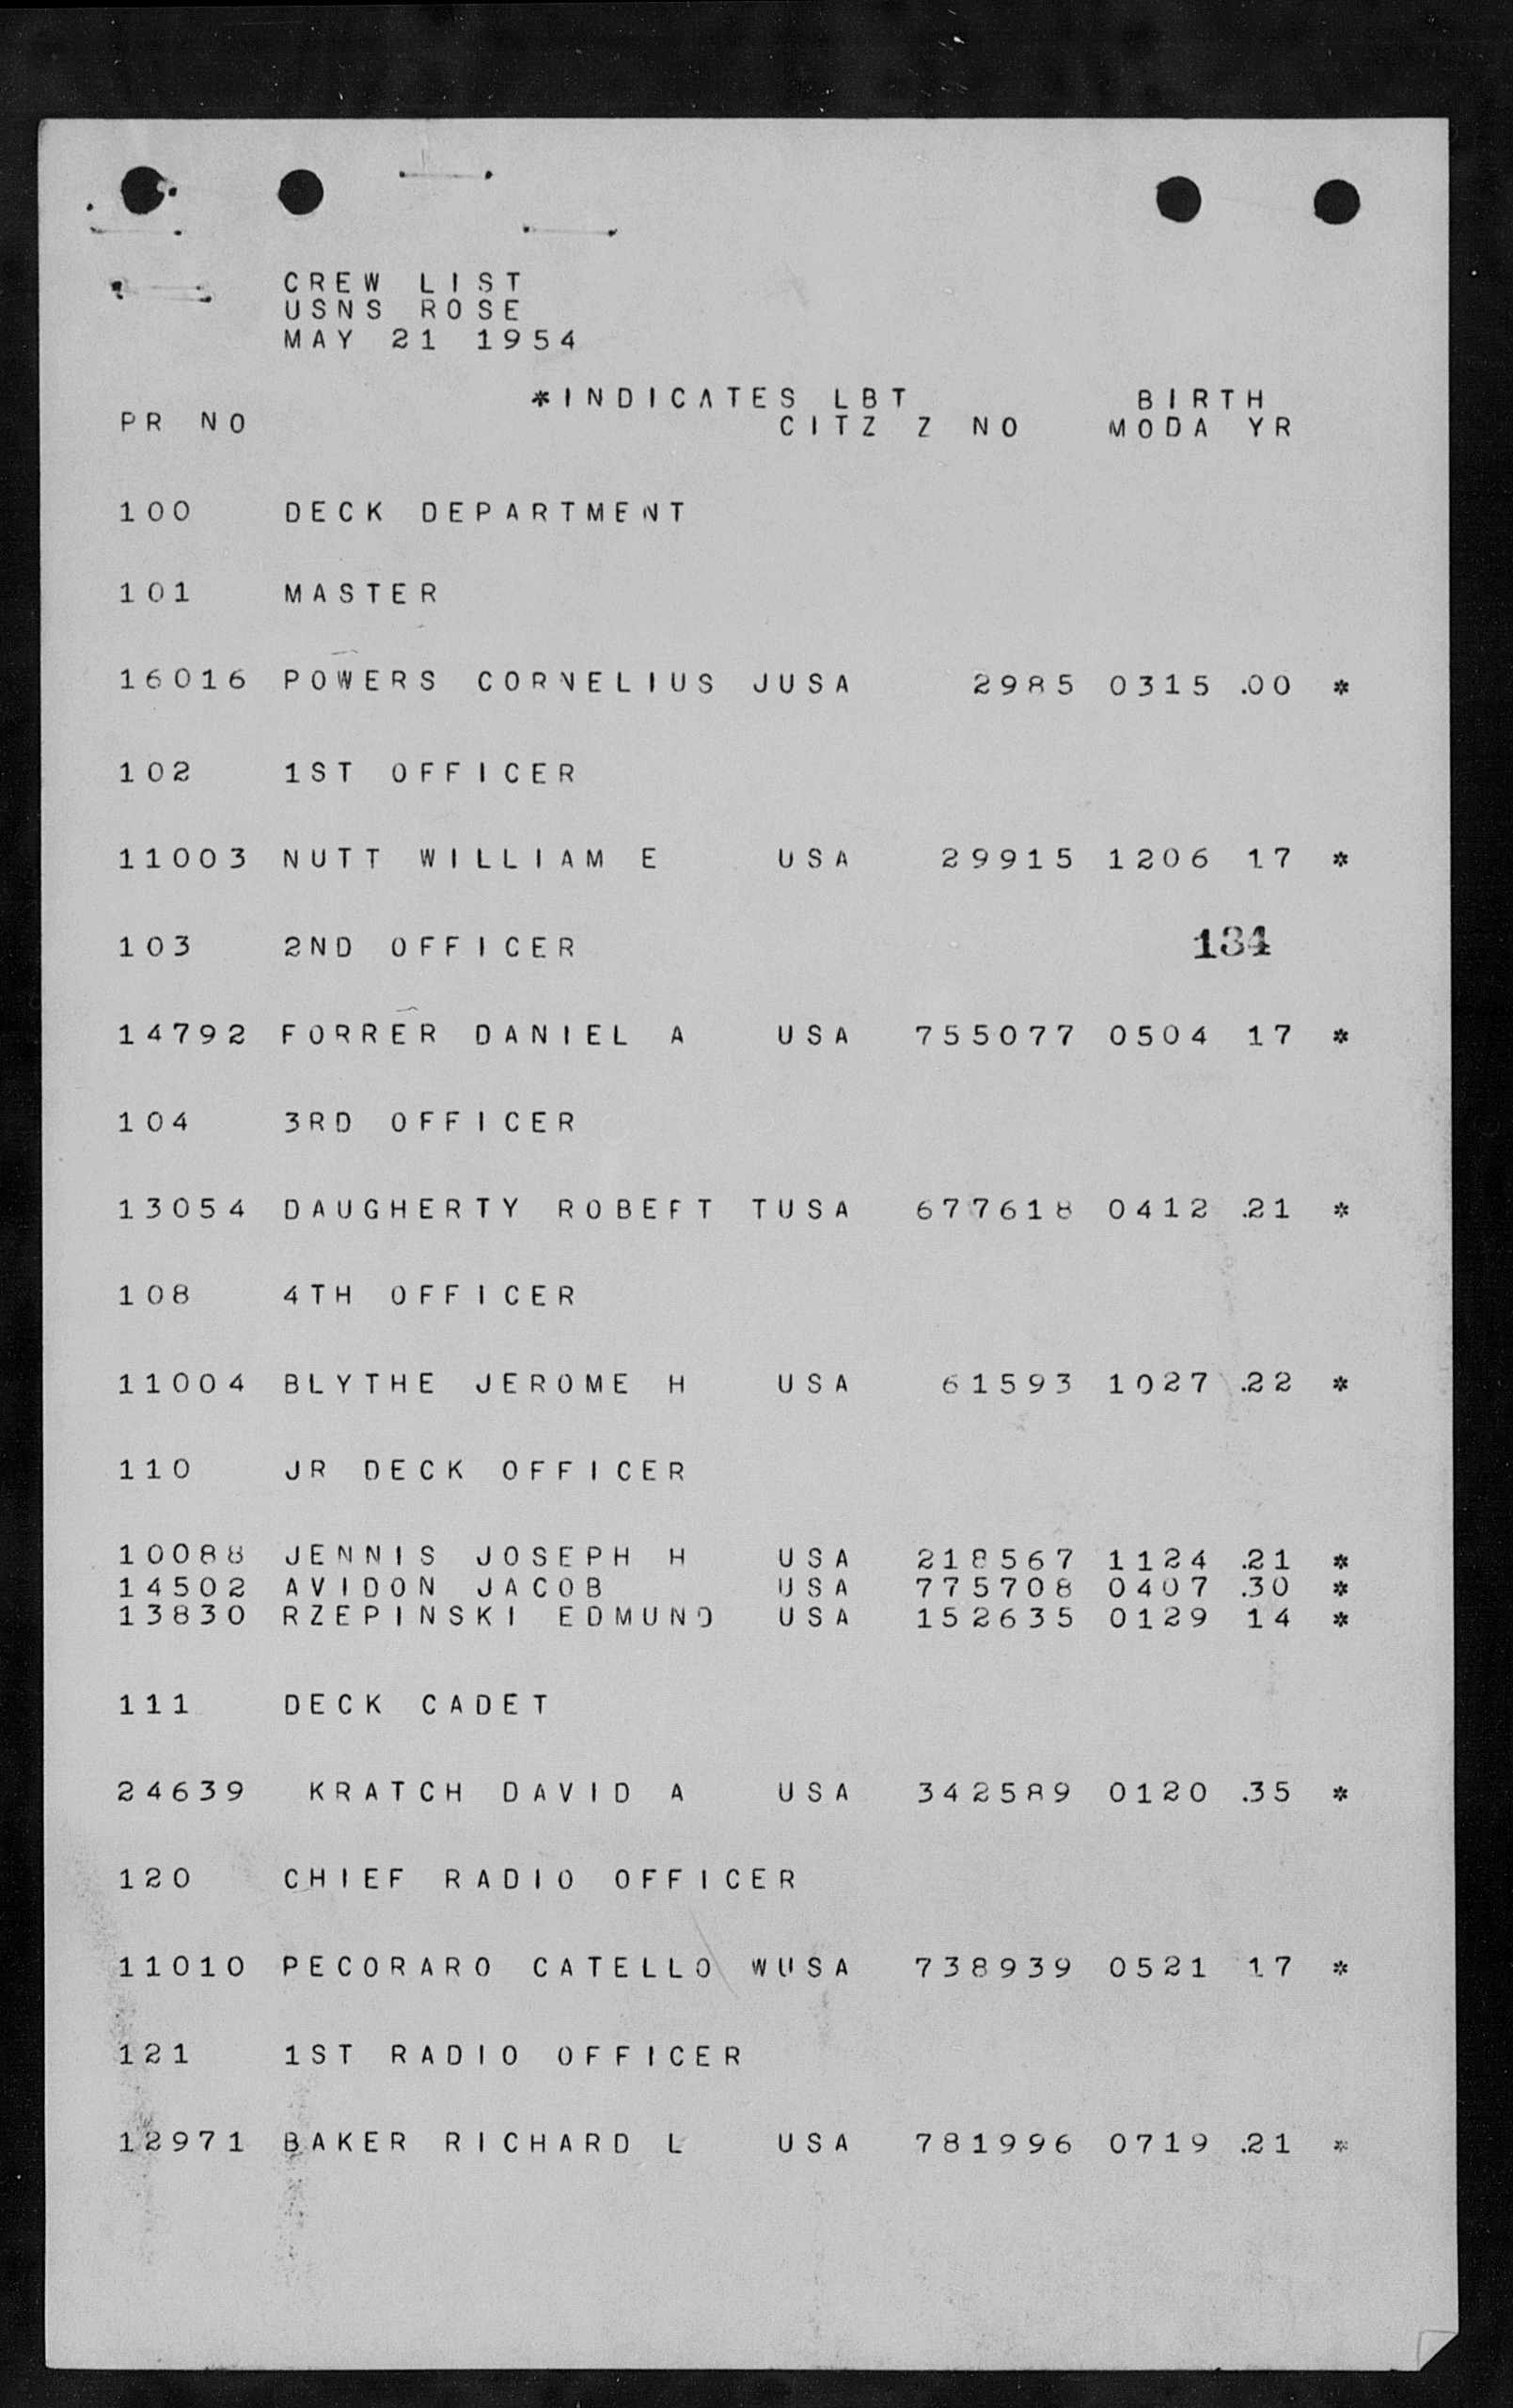 CREW LIST
USNS ROSE
MAY 21 1954
*INDICATES LBT BIRTH
PR NO CITZ Z NO MODA YR
100 DECK DEPARTMENT
101 MASTER
16016 POWERS CORNELIUS JUSA 2985 0315 .00 *
102 1ST OFFICER
11003 NUTT WILLIAM E USA 29915 1206 17 *
103 2ND OFFICER 134
14792 FORRER DANIEL A USA 755077 0504 17 *
104 3RD OFFICER
13054 DAUGHERTY ROBERT TUSA 677618 0412 .21 *
108 4TH OFFICER
11004 BLYTHE JEROME H USA 61593 1027 .22 *
110 JR DECK OFFICER
10088 JENNIS JOSEPH H USA 218567 1124 .21 *
14502 AVIDON JACOB USA 775708 0407 .30 *
13830 RZEPINSKI EDMUND USA 152635 0129 14 *
111 DECK CADET
24639 KRATCH DAVID A USA 342589 0120 .35 *
120 CHIEF RADIO OFFICER
11010 PECORARO CATELLO WUSA 738939 0521 17 *
121 1ST RADIO OFFICER
12971 BAKER RICHARD L USA 781996 0719 .21 *